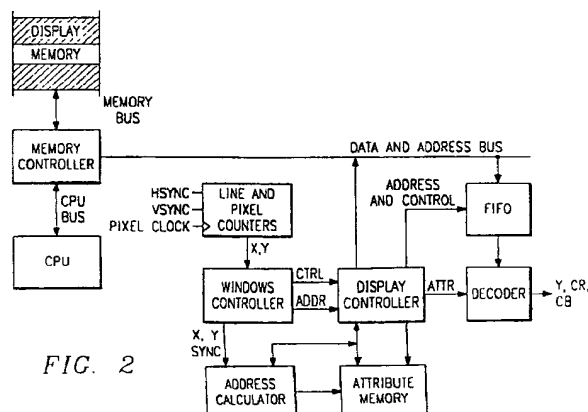 DISPLAY
MEMORY
MEMORY
BUS
MEMORY
CONTROLLER
DATA AND ADDRESS BUS
CPU
BUS
HSYNC
VSYNC
PIXEL CLOCK
LINE AND
PIXEL
COUNTERS
ADDRESS
AND CONTROL
FIFO
CPU
X,Y
WINDOWS
CONTROLLER
CTRL
ADDR
DISPLAY
CONTROLLER
ATTR
DECODER
Y, CR,
CB
X, Y
SYNC
FIG. 2
ADDRESS
CALCULATOR
ATTRIBUTE
MEMORY